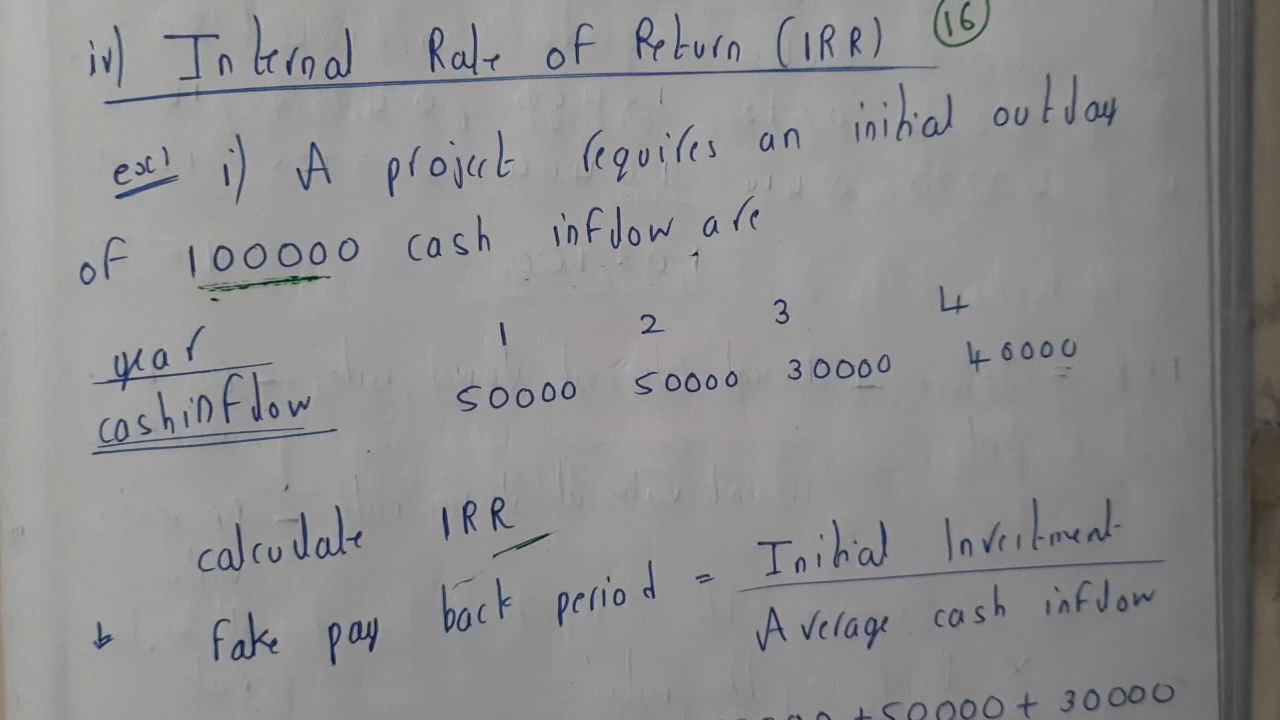 iv) Internal Rate of Return (IRR) 16
ex1 i) A project requires an initial outlay
of 100000 cash inflow are
year 1 2 3 4
cashinflow 50000 50000 30000 40000
calculate IRR
Fake pay back period = Initial Investment
Average cash inflow
+50000 + 30000